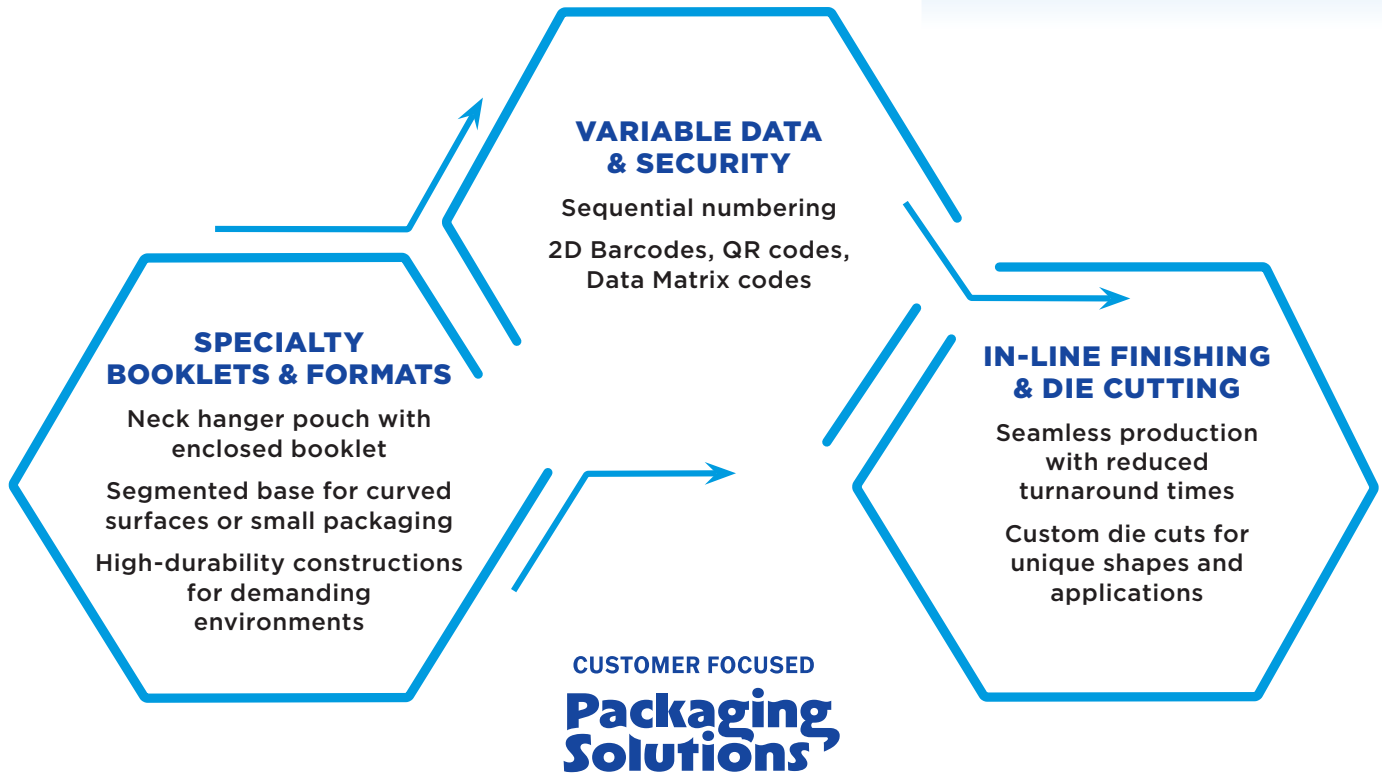 VARIABLE DATA
& SECURITY
Sequential numbering
2D Barcodes, QR codes,
Data Matrix codes
SPECIALTY
BOOKLETS & FORMATS
Neck hanger pouch with
enclosed booklet
Segmented base for curved
surfaces or small packaging
High-durability constructions
for demanding
environments
IN-LINE FINISHING
& DIE CUTTING
Seamless production
with reduced
turnaround times
Custom die cuts for
unique shapes and
applications
CUSTOMER FOCUSED
Packaging
Solutions